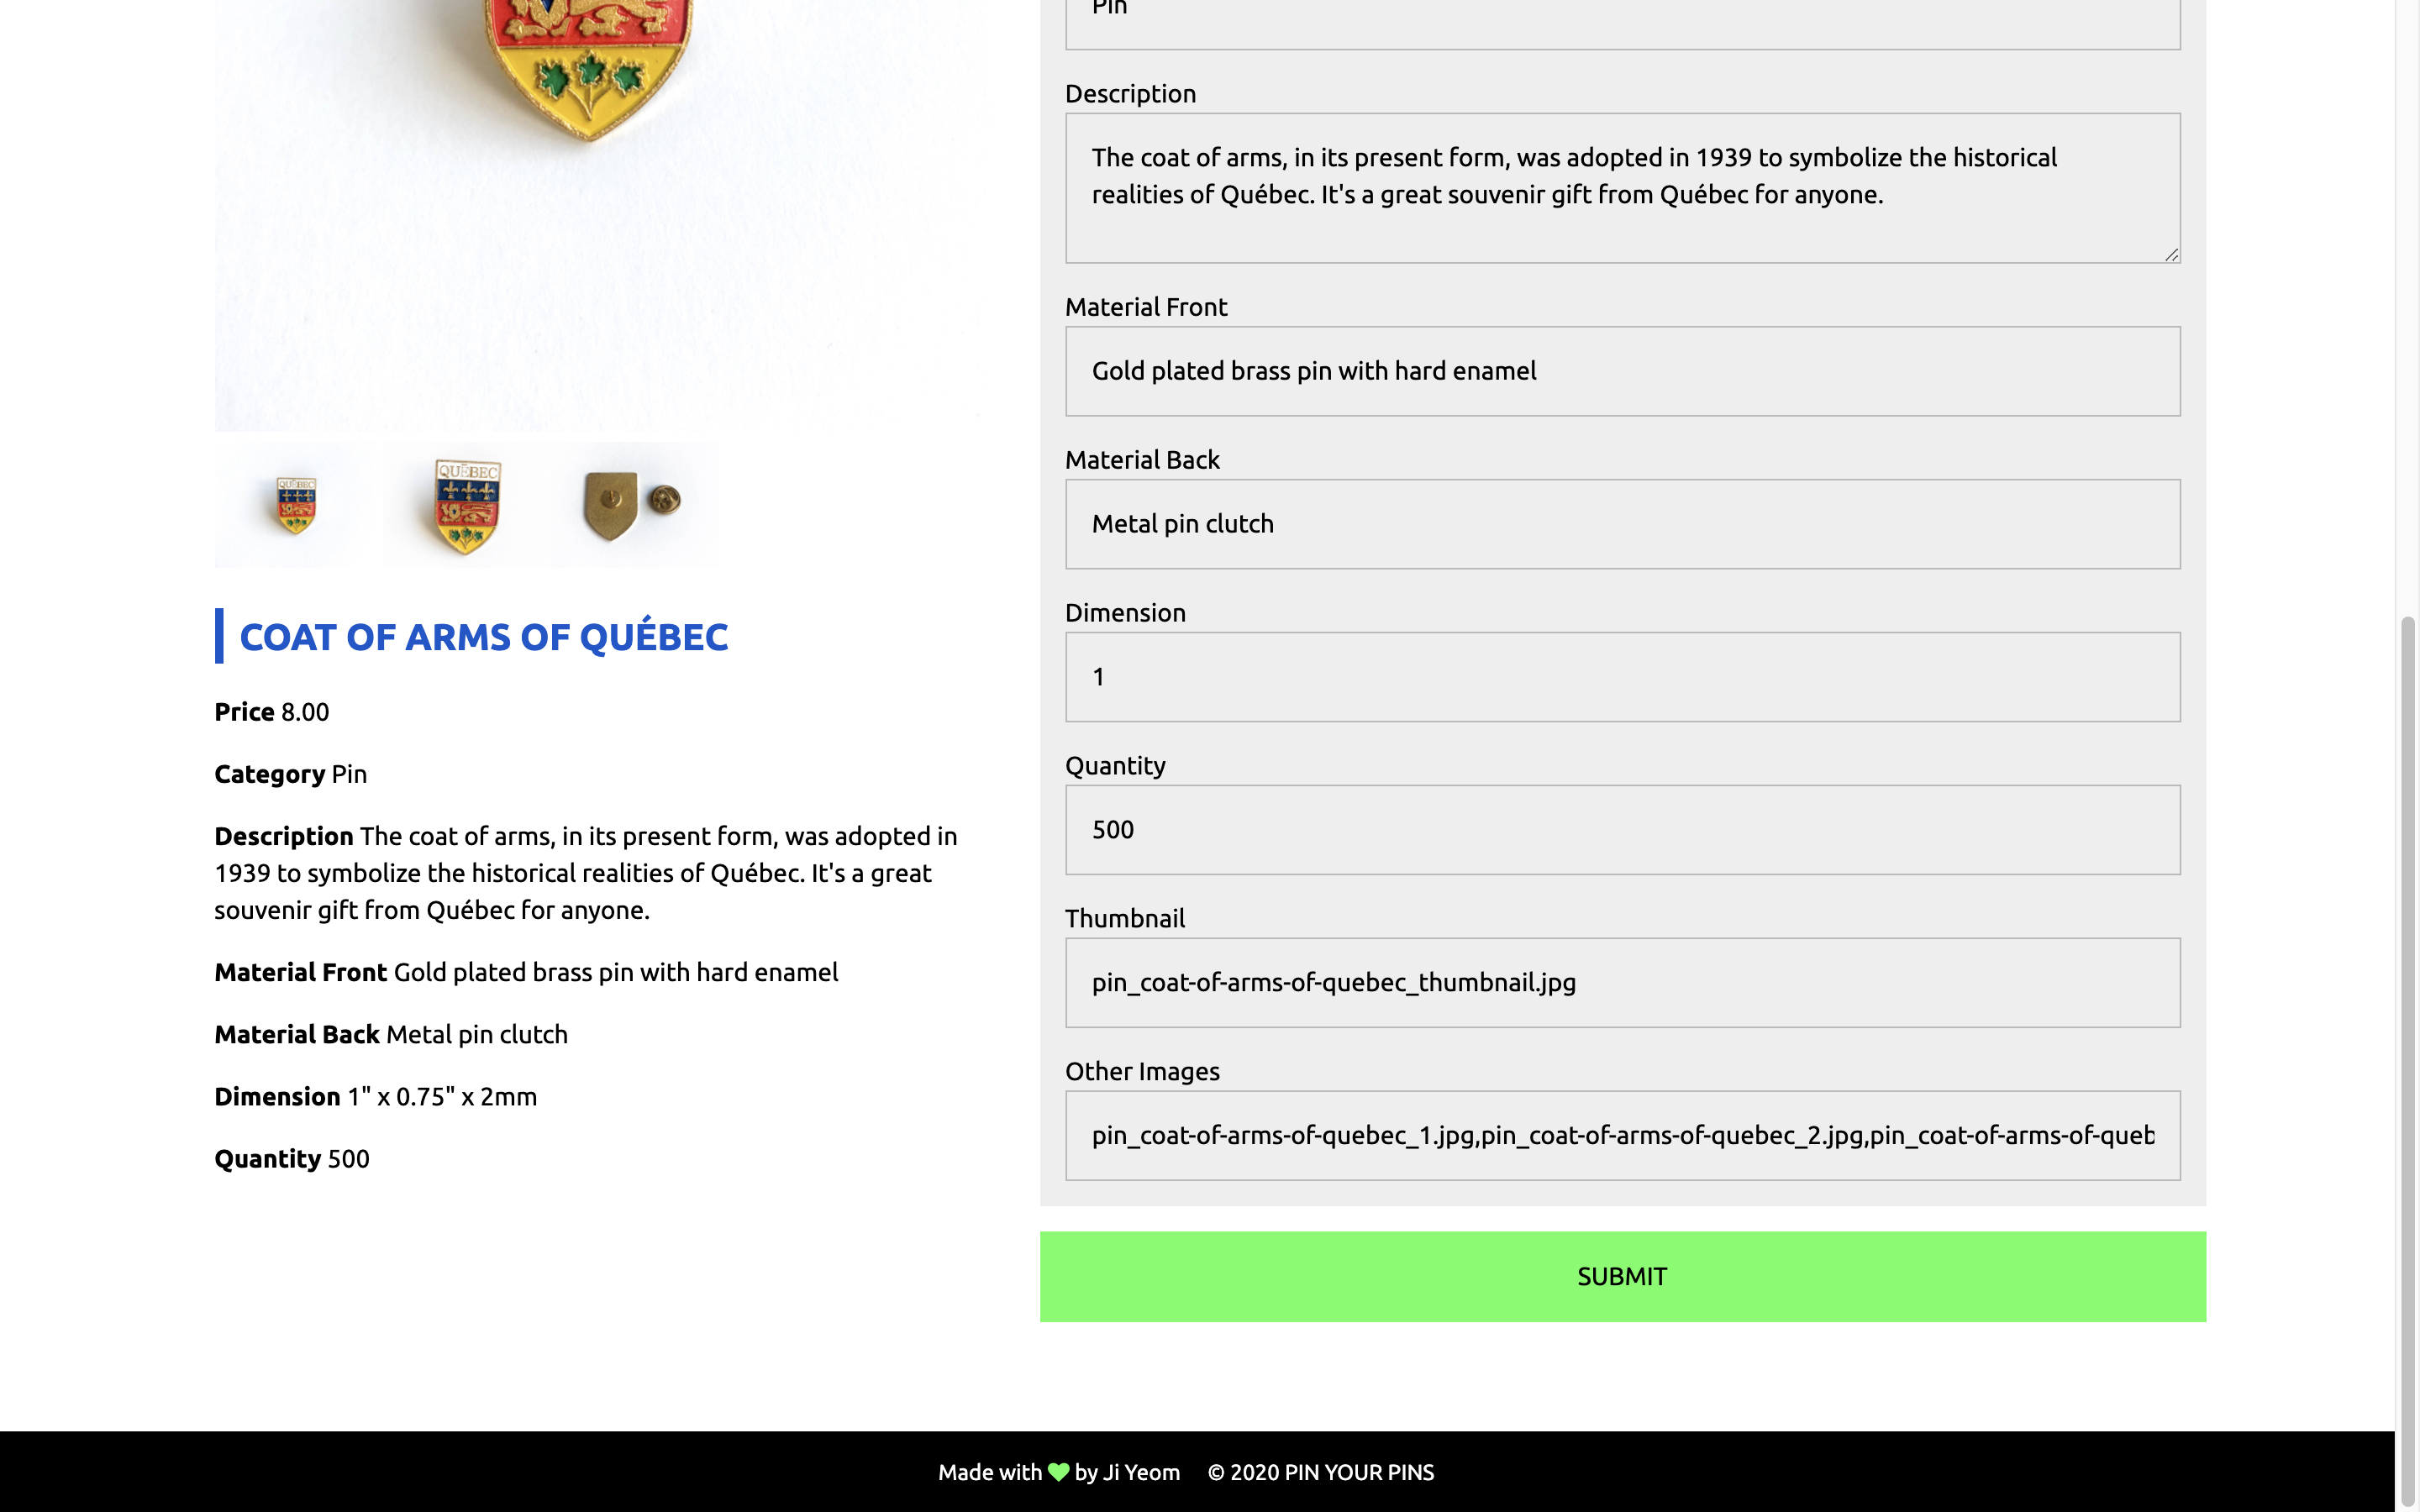 QUÉBEC
QUÉBEC
COAT OF ARMS OF QUÉBEC
Price 8.00
Category Pin
Description The coat of arms, in its present form, was adopted in
1939 to symbolize the historical realities of Québec. It's a great
souvenir gift from Québec for anyone.
Material Front Gold plated brass pin with hard enamel
Material Back Metal pin clutch
Dimension 1" x 0.75" x 2mm
Quantity 500
Pin
Description
The coat of arms, in its present form, was adopted in 1939 to symbolize the historical
realities of Québec. It's a great souvenir gift from Québec for anyone.
Material Front
Gold plated brass pin with hard enamel
Material Back
Metal pin clutch
Dimension
1
Quantity
500
Thumbnail
pin_coat-of-arms-of-quebec_thumbnail.jpg
Other Images
pin_coat-of-arms-of-quebec_1.jpg,pin_coat-of-arms-of-quebec_2.jpg,pin_coat-of-arms-of-queb
SUBMIT
Made with by Ji Yeom © 2020 PIN YOUR PINS